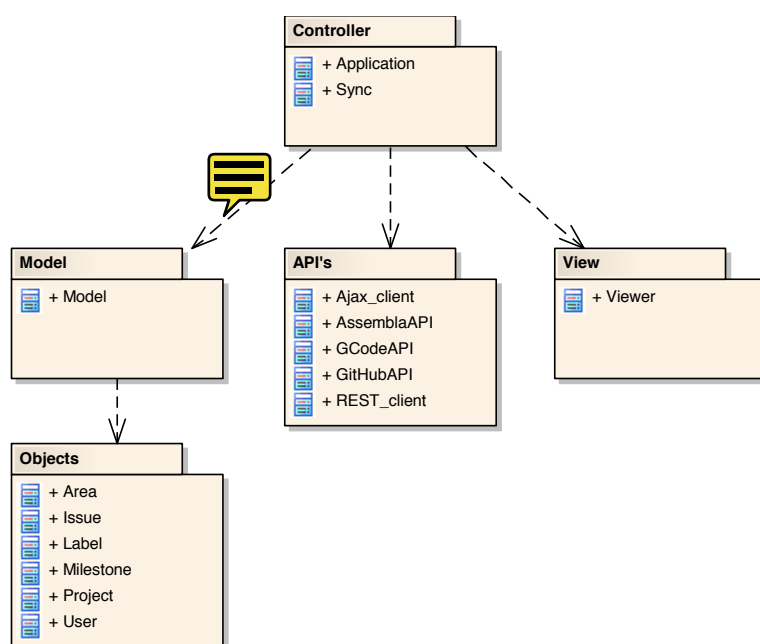 Controller
+ Application
+ Sync
Model
+ Model
API's
+ Ajax_client
+ AssemblaAPI
+ GCodeAPI
+ GitHubAPI
+ REST_client
View
+ Viewer
Objects
+ Area
+ Issue
+ Label
+ Milestone
+ Project
+ User